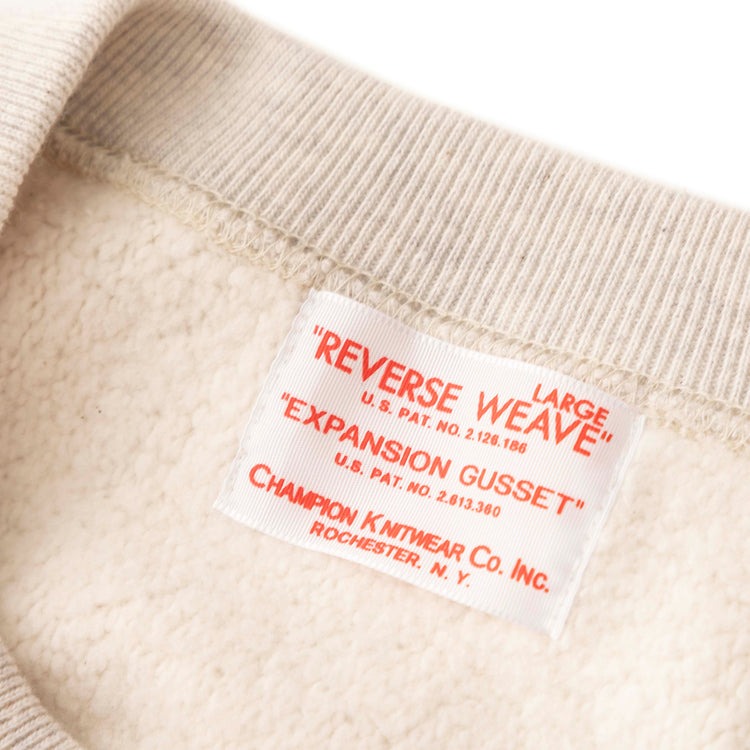 LARGE
"REVERSE WEAVE"
U.S. PAT. NO. 2.126.186
"EXPANSION GUSSET"
U.S. PAT. NO. 2.613.360
CHAMPION KNITWEAR CO. INC.
ROCHESTER, N. Y.